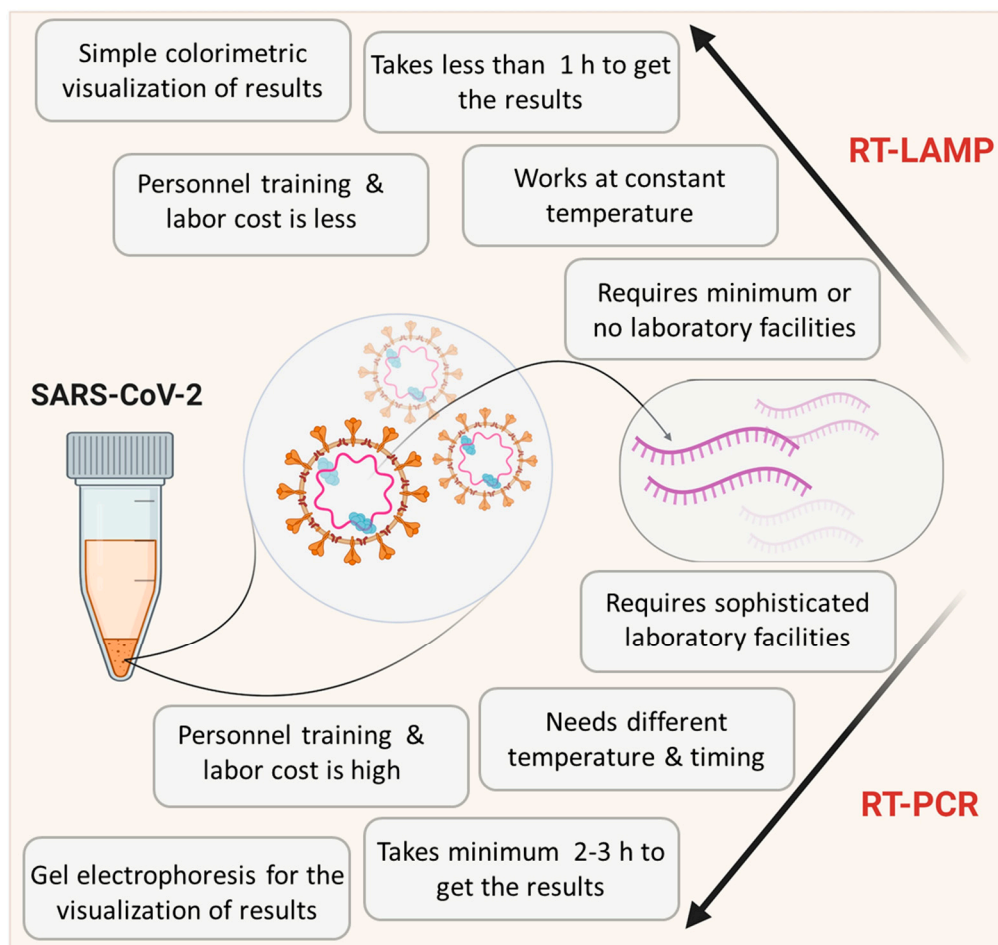 Simple colorimetric
visualization of results
Takes less than 1 h to get
the results
RT-LAMP
Personnel training &
labor cost is less
Works at constant
temperature
Requires minimum or
no laboratory facilities
SARS-CoV-2
Requires sophisticated
laboratory facilities
Personnel training &
labor cost is high
Needs different
temperature & timing
RT-PCR
Gel electrophoresis for the
visualization of results
Takes minimum 2-3 h to
get the results